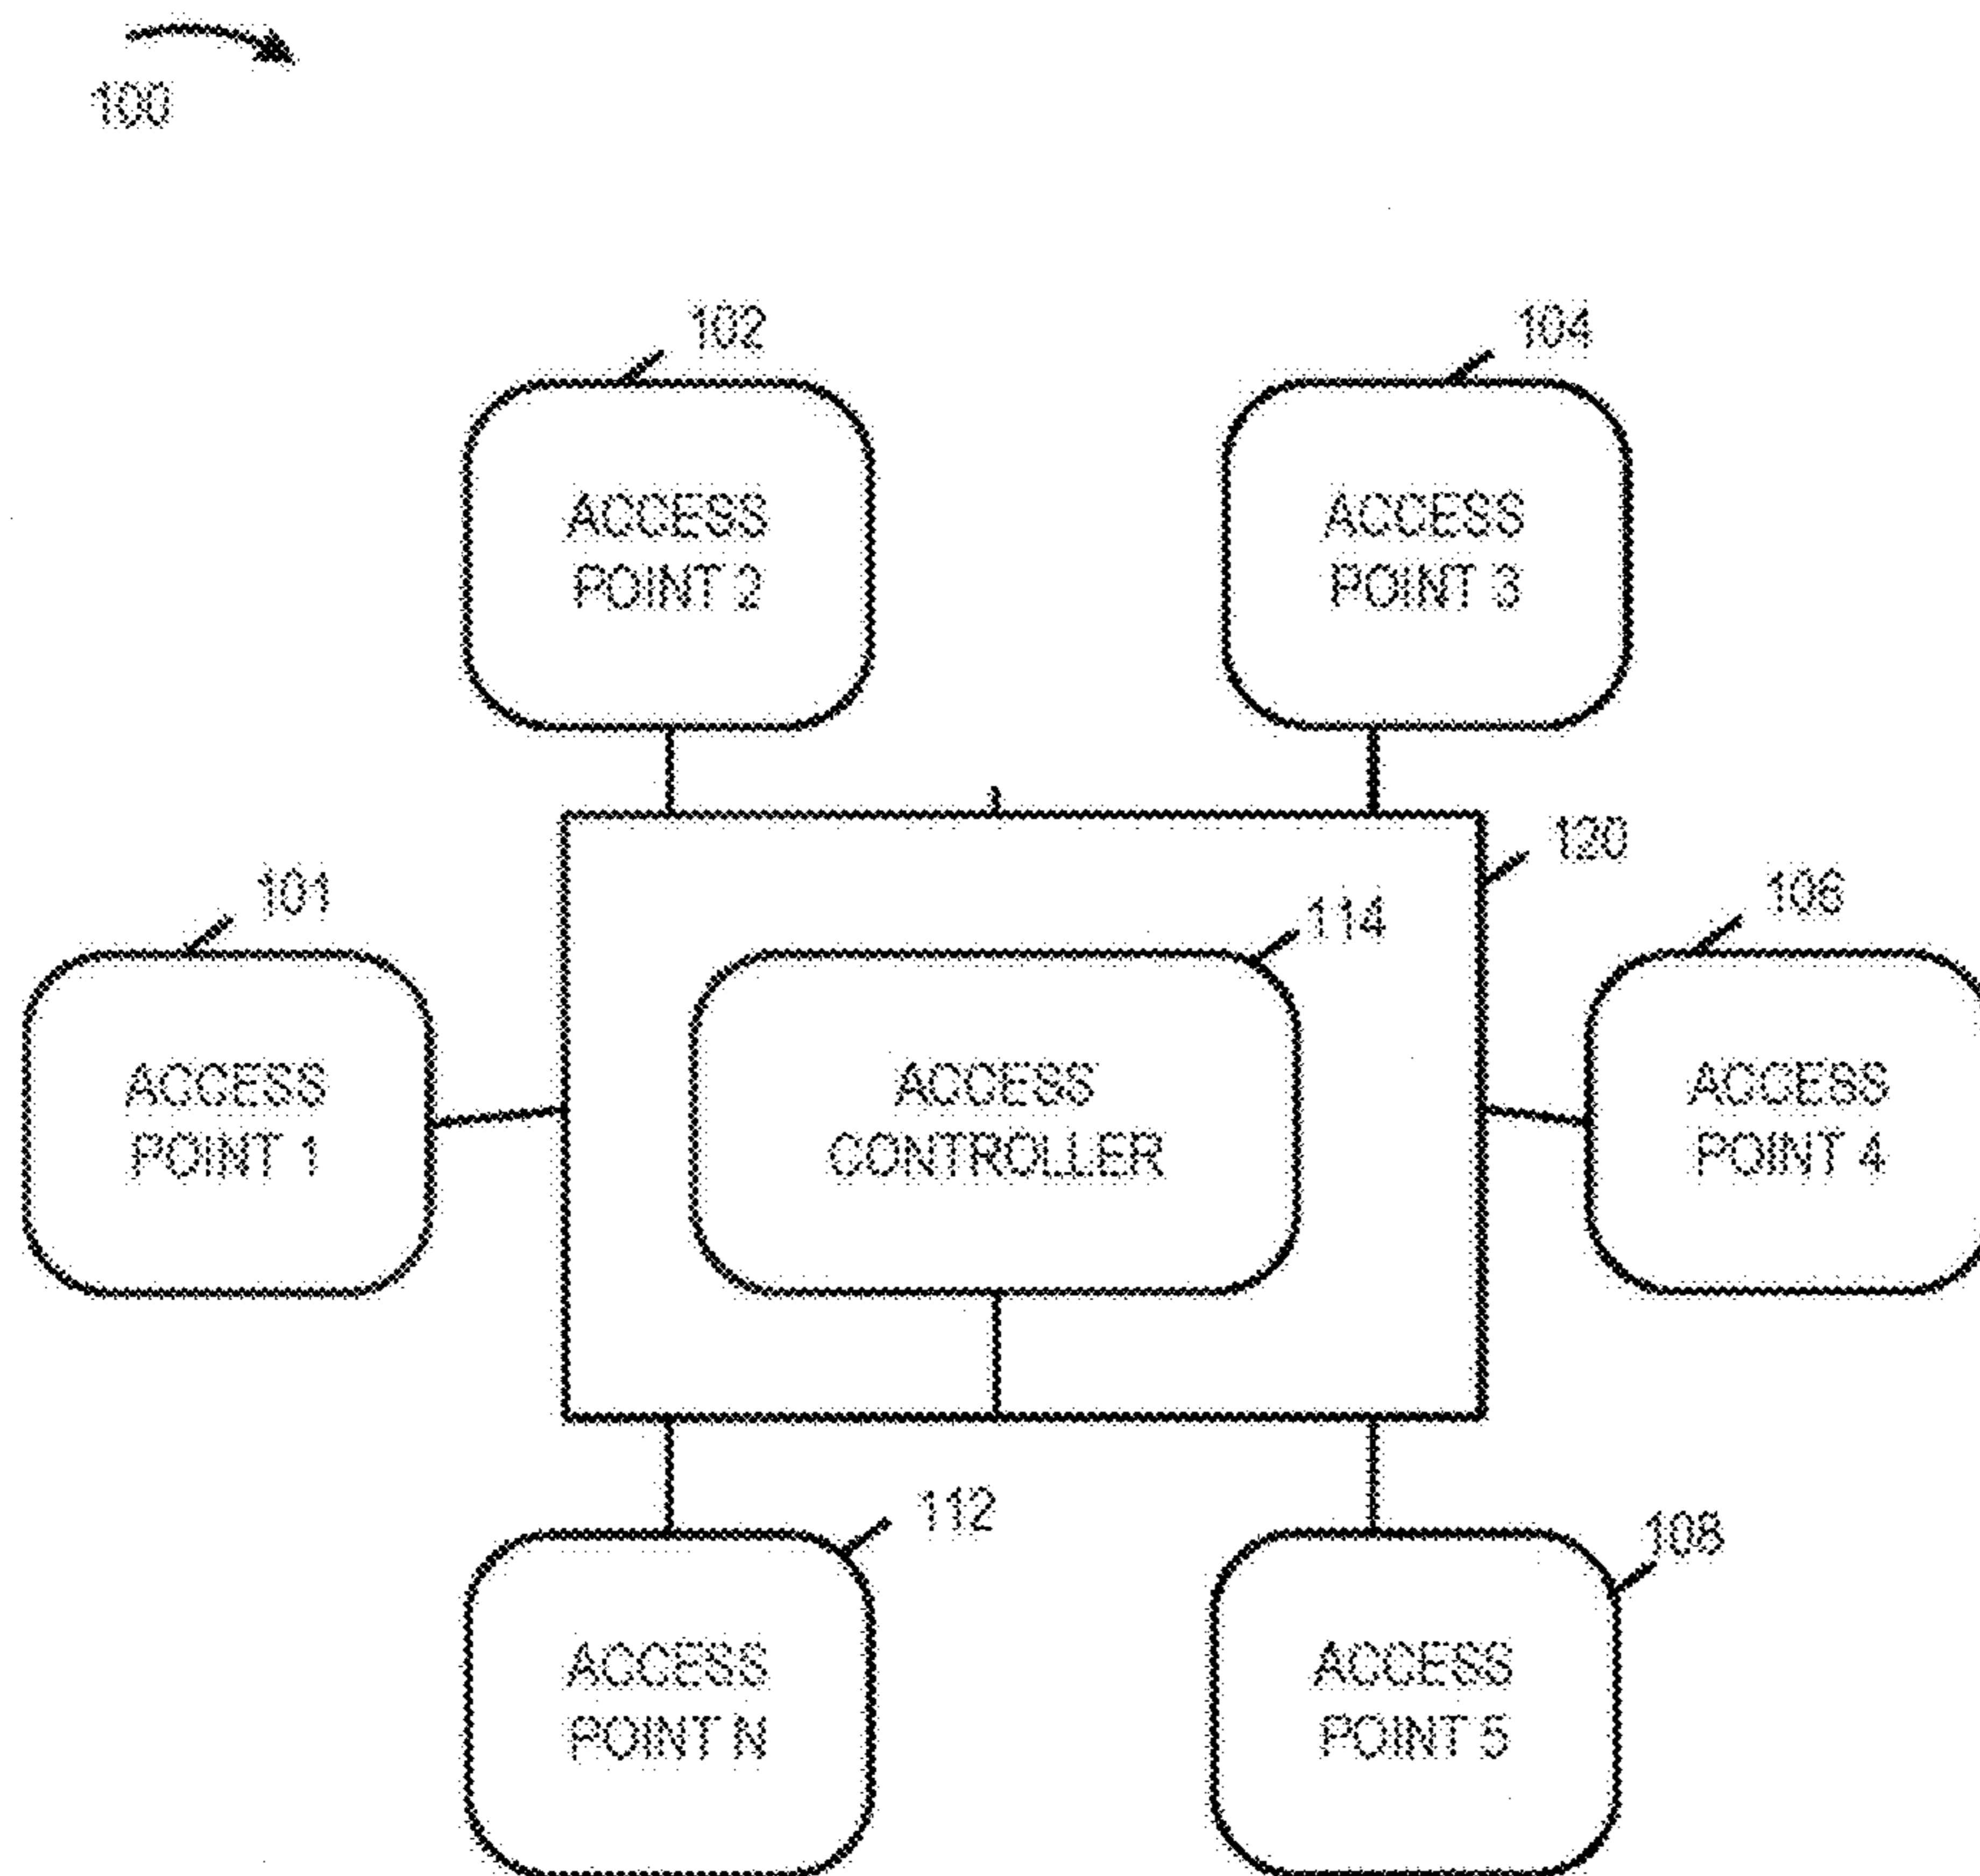 100
102
104
ACCESS
POINT 2
ACCESS
POINT 3
120
101
114
106
ACCESS
POINT 1
ACCESS
CONTROLLER
ACCESS
POINT 4
112
108
ACCESS
POINT N
ACCESS
POINT 5